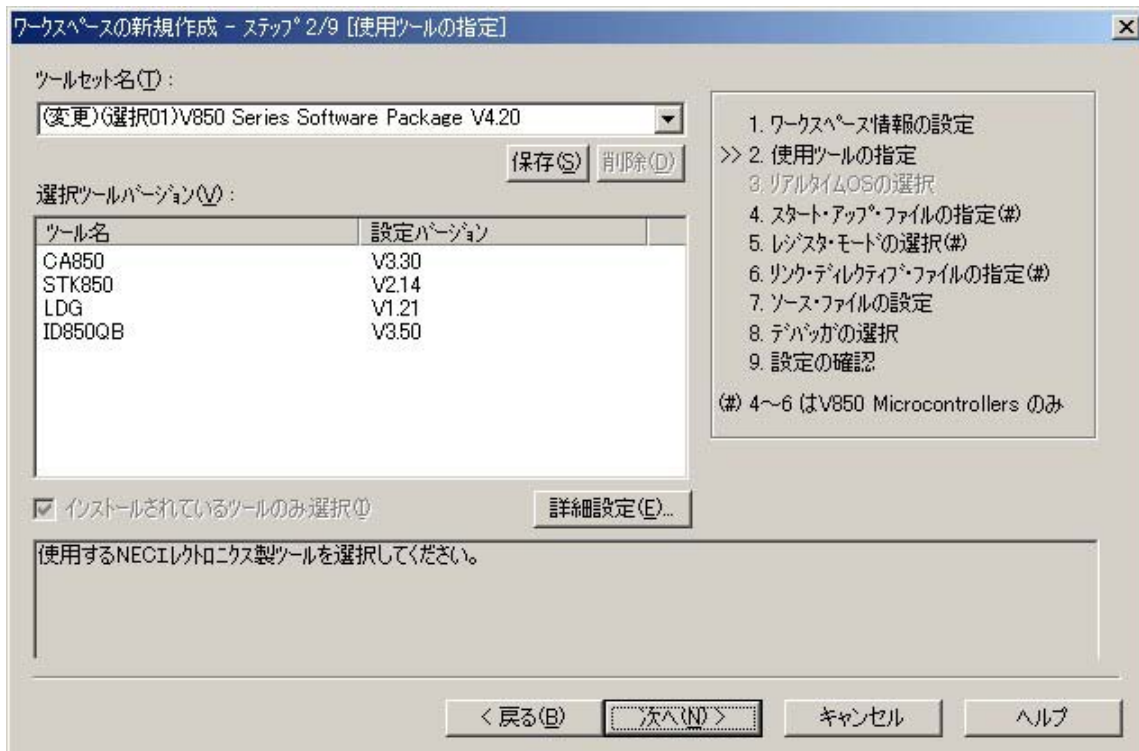 ワークスペースの新規作成 - ステップ 2/9 [使用ツールの指定]
ツールセット名(T) :
(変更)(選択01)V850 Series Software Package V4.20
保存(S) 削除(D)
選択ツールバージョン(V) :
ツール名 設定バージョン
CA850 V3.30
STK850 V2.14
LDG V1.21
ID850QB V3.50
インストールされているツールのみ選択(I)
詳細設定(E)...
使用するNECエレクトロニクス製ツールを選択してください。
1. ワークスペース情報の設定
>> 2. 使用ツールの指定
3. リアルタイムOSの選択
4. スタート・アップ・ファイルの指定(#)
5. レジスタ・モードの選択(#)
6. リンク・ディレクティブ・ファイルの指定(#)
7. ソース・ファイルの設定
8. デバッガの選択
9. 設定の確認
(#) 4～6 はV850 Microcontrollers のみ
< 戻る(B) 次へ(N) > キャンセル ヘルプ